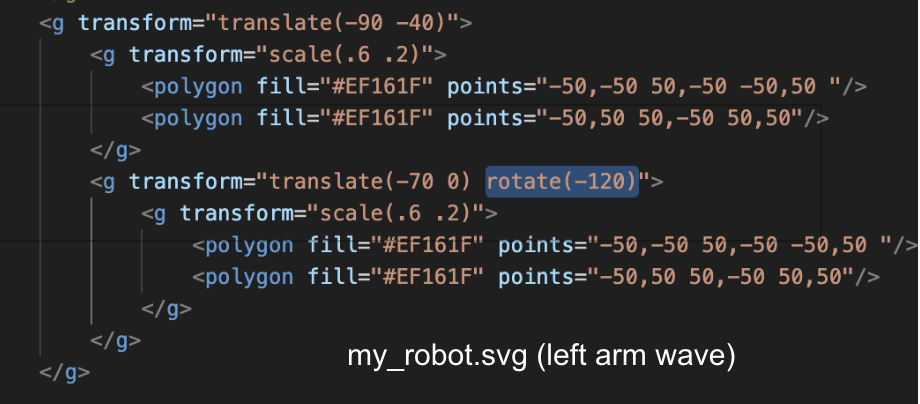 <g transform="translate(-90 -40)">
<g transform="scale(.6 .2)">
<polygon fill="#EF161F" points="-50,-50 50,-50 -50,50 "/>
<polygon fill="#EF161F" points="-50,50 50,-50 50,50"/>
</g>
<g transform="translate(-70 0) rotate(-120)">
<g transform="scale(.6 .2)">
<polygon fill="#EF161F" points="-50,-50 50,-50 -50,50 "/>
<polygon fill="#EF161F" points="-50,50 50,-50 50,50"/>
</g>
</g>
my_robot.svg (left arm wave)
</g>